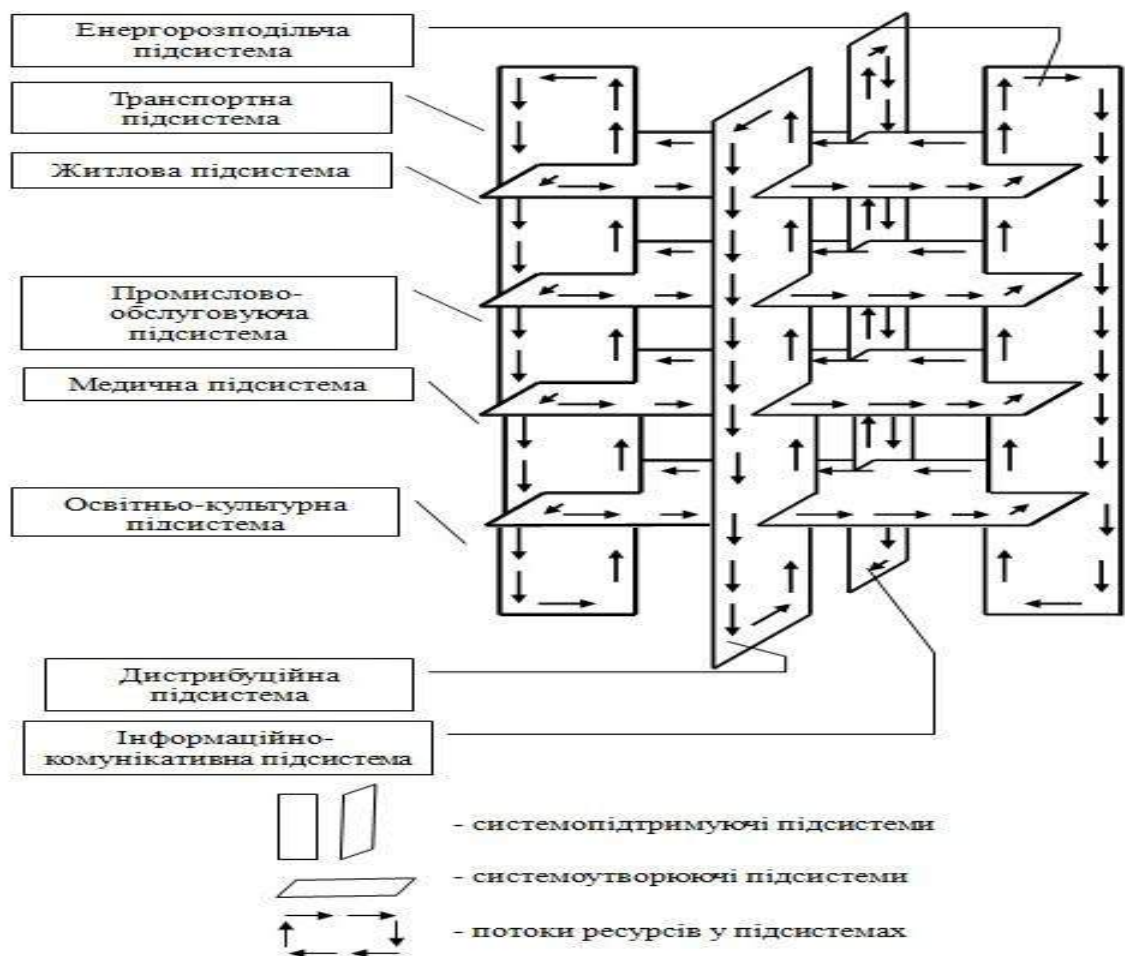 Енергорозподільча
підсистема
Транспортна
підсистема
Житлова підсистема
Промислово-
обслуговуюча
підсистема
Медична підсистема
Освітньо-культурна
підсистема
Дистрибуційна
підсистема
Інформаційно-
комунікативна підсистема
- системопідтримуючі підсистеми
- системоутворюючі підсистеми
- потоки ресурсів у підсистемах